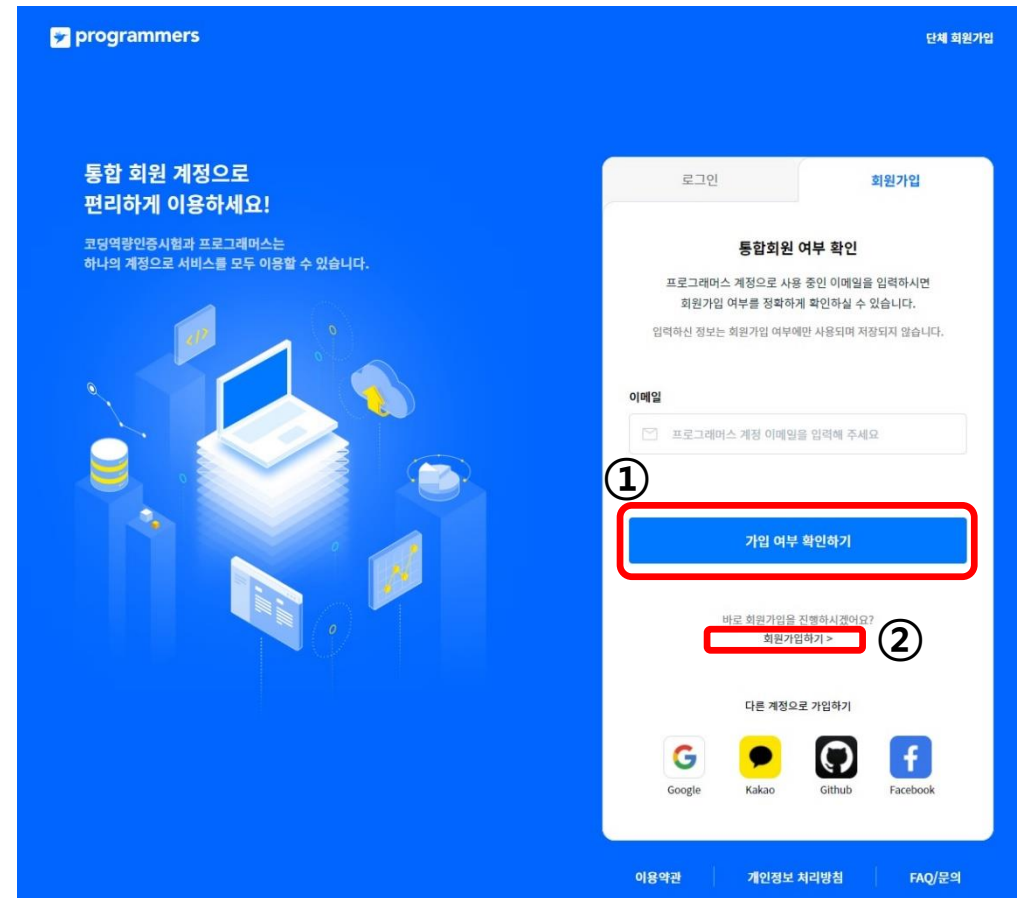 programmers
단체 회원가입
통합 회원 계정으로
편리하게 이용하세요!
코딩역량인증시험과 프로그래머스는
하나의 계정으로 서비스를 모두 이용할 수 있습니다.
</>
로그인
회원가입
통합회원 여부 확인
프로그래머스 계정으로 사용 중인 이메일을 입력하시면
회원가입 여부를 정확하게 확인하실 수 있습니다.
입력하신 정보는 회원가입 여부에만 사용되며 저장되지 않습니다.
이메일
프로그래머스 계정 이메일을 입력해 주세요
①
가입 여부 확인하기
바로 회원가입을 진행하시겠어요?
회원가입하기 >
②
다른 계정으로 가입하기
Google
Kakao
Github
Facebook
이용약관
개인정보 처리방침
FAQ/문의